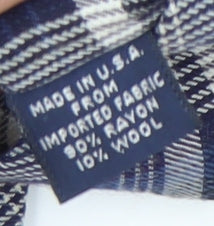 MADE IN U.S.A.
FROM
IMPORTED FABRIC
90% RAYON
10% WOOL